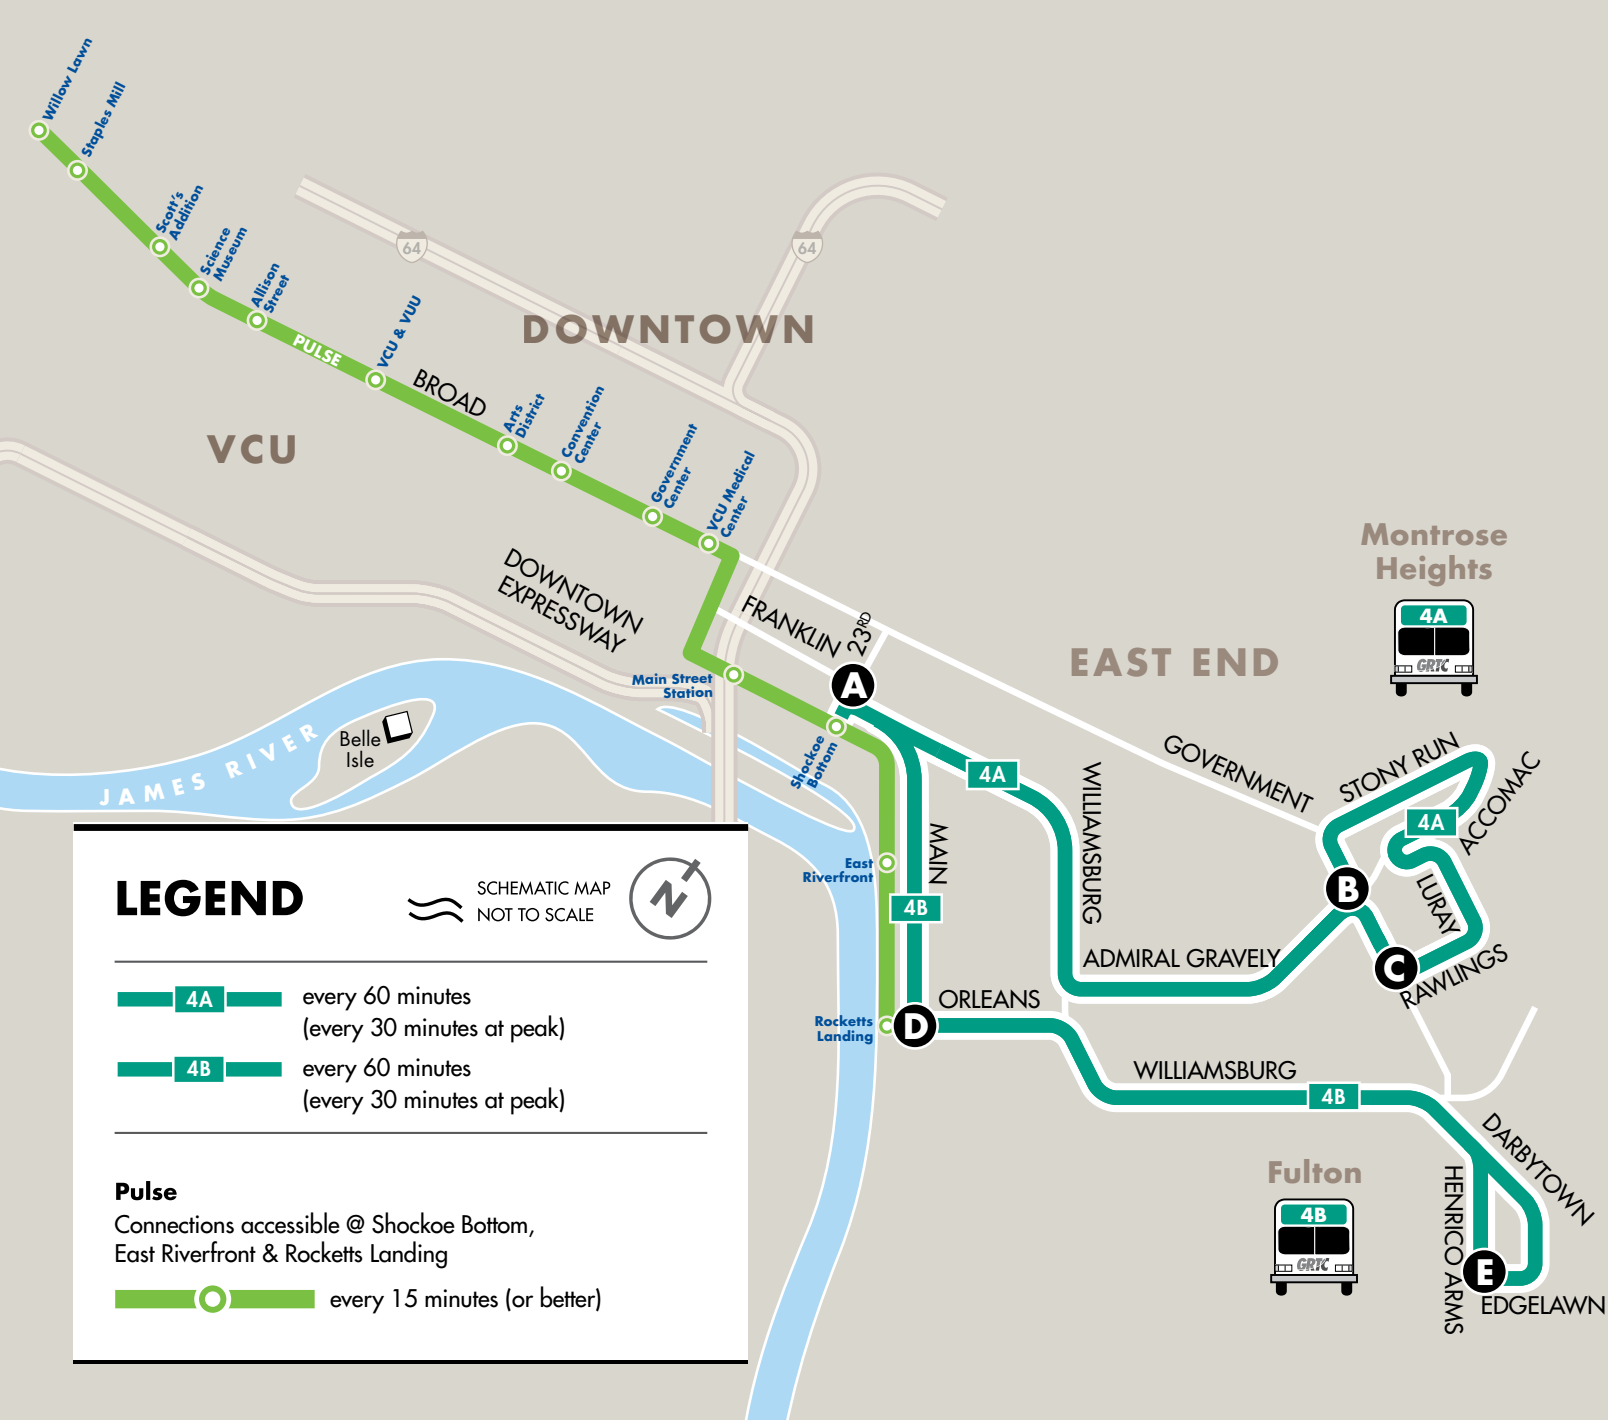 Willow Lawn
Staples Mill
Scott's
Addition
Science
Museum
Allison
Street
PULSE
VCU & VUU
BROAD
64
64
DOWNTOWN
VCU
Arts
District
Convention
Center
Government
Center
VCU Medical
Center
DOWNTOWN
EXPRESSWAY
FRANKLIN
23RD
Main Street
Station
A
Shockoe
Bottom
EAST END
Montrose
Heights
4A
GRTC
JAMES RIVER
Belle
Isle
4A
GOVERNMENT
STONY RUN
ACCOMAC
4A
WILLIAMSBURG
MAIN
East
Riverfront
4B
B
LURAY
C
RAWLINGS
ADMIRAL GRAVELY
ORLEANS
Rocketts
Landing
D
WILLIAMSBURG
4B
DARBYTOWN
HENRICO ARMS
E
EDGELAWN
Fulton
4B
GRTC
LEGEND
SCHEMATIC MAP
NOT TO SCALE
N
4A
every 60 minutes
(every 30 minutes at peak)
4B
every 60 minutes
(every 30 minutes at peak)
Pulse
Connections accessible @ Shockoe Bottom,
East Riverfront & Rocketts Landing
every 15 minutes (or better)